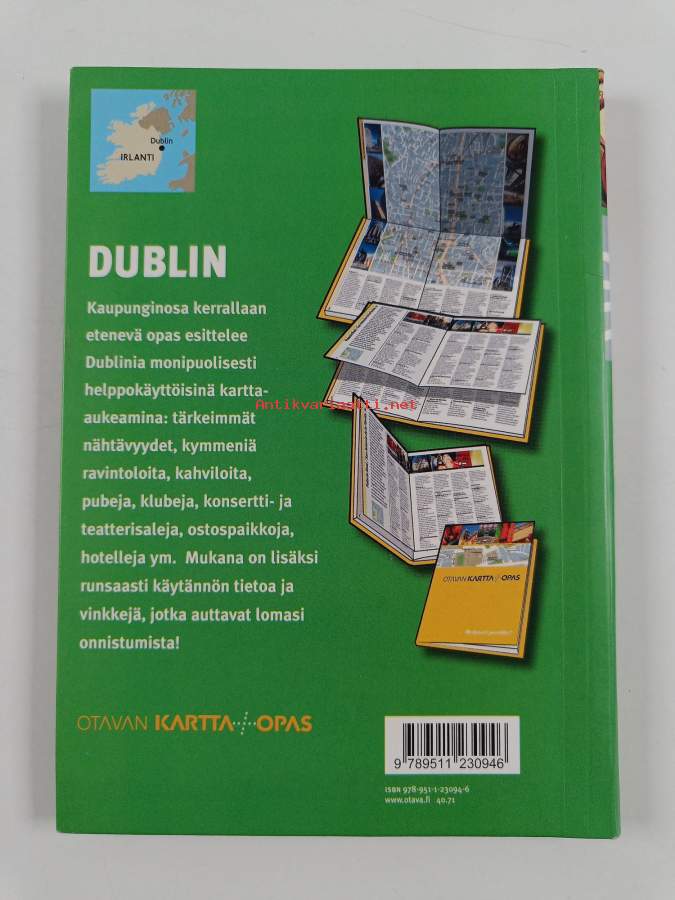 Dublin
IRLANTI
DUBLIN
Kaupunginosa kerrallaan
etenevä opas esittelee
Dublinia monipuolisesti
helppokäyttöisinä kartta-
aukeamina: tärkeimmät
nähtävyydet, kymmeniä
ravintoloita, kahviloita,
pubeja, klubeja, konsertti- ja
teatterisaleja, ostospaikkoja,
hotelleja ym. Mukana on lisäksi
runsaasti käytännön tietoa ja
vinkkejä, jotka auttavat lomasi
onnistumista!
Antikvariaatti.net
OTAVAN KARTTA+OPAS
OTAVAN KARTTA+OPAS
9 789511 230946
ISBN 978-951-1-23094-6
www.otava.fi 40.71